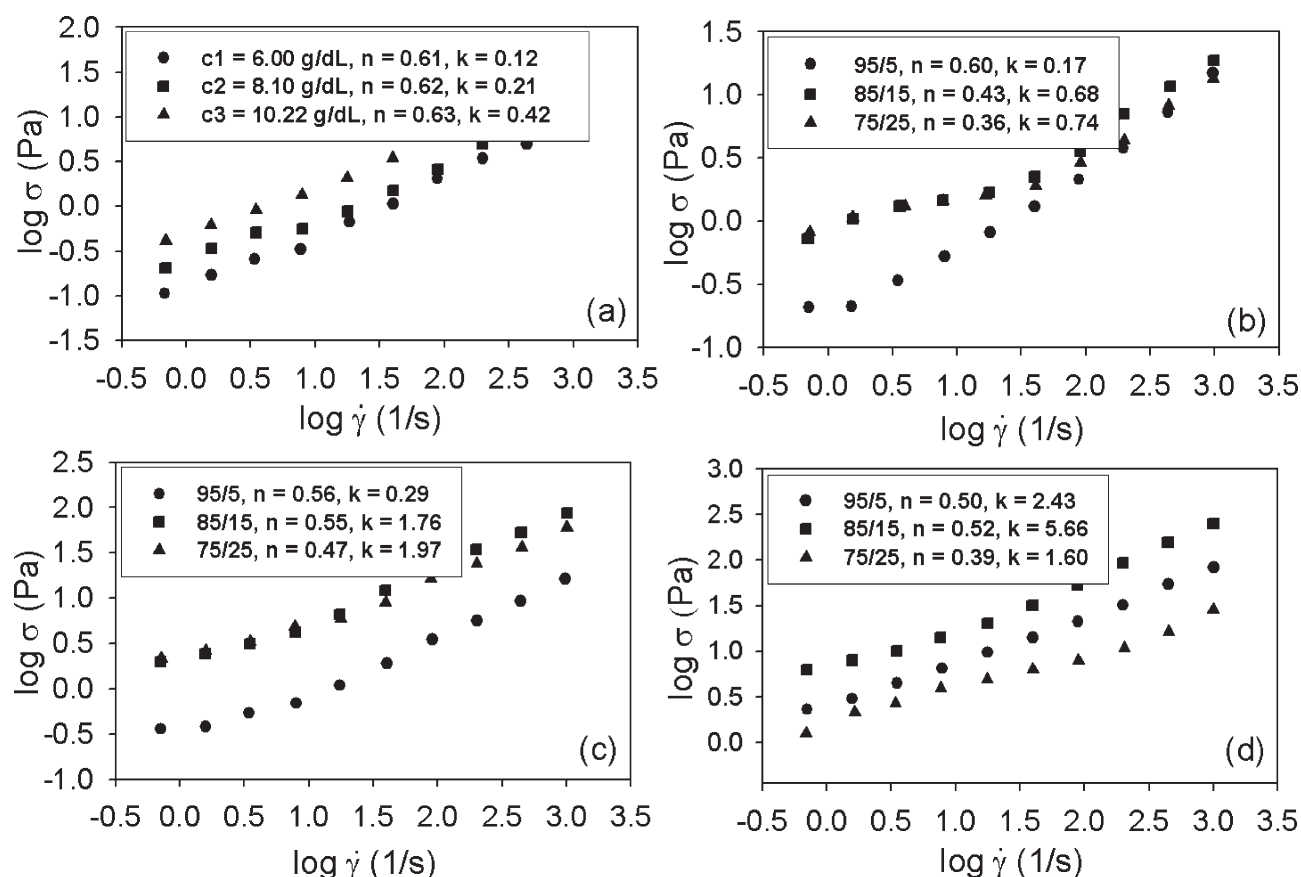 2.0
1.5
1.0
0.5
0.0
-0.5
-1.0
-1.5
log σ (Pa)
c1 = 6.00 g/dL, n = 0.61, k = 0.12
c2 = 8.10 g/dL, n = 0.62, k = 0.21
c3 = 10.22 g/dL, n = 0.63, k = 0.42
(a)
-0.5 0.0 0.5 1.0 1.5 2.0 2.5 3.0 3.5
log γ̇ (1/s)
1.5
1.0
0.5
0.0
-0.5
-1.0
log σ (Pa)
95/5, n = 0.60, k = 0.17
85/15, n = 0.43, k = 0.68
75/25, n = 0.36, k = 0.74
(b)
-0.5 0.0 0.5 1.0 1.5 2.0 2.5 3.0 3.5
log γ̇ (1/s)
2.5
2.0
1.5
1.0
0.5
0.0
-0.5
-1.0
log σ (Pa)
95/5, n = 0.56, k = 0.29
85/15, n = 0.55, k = 1.76
75/25, n = 0.47, k = 1.97
(c)
-0.5 0.0 0.5 1.0 1.5 2.0 2.5 3.0 3.5
log γ̇ (1/s)
3.0
2.5
2.0
1.5
1.0
0.5
0.0
log σ (Pa)
95/5, n = 0.50, k = 2.43
85/15, n = 0.52, k = 5.66
75/25, n = 0.39, k = 1.60
(d)
-0.5 0.0 0.5 1.0 1.5 2.0 2.5 3.0 3.5
log γ̇ (1/s)